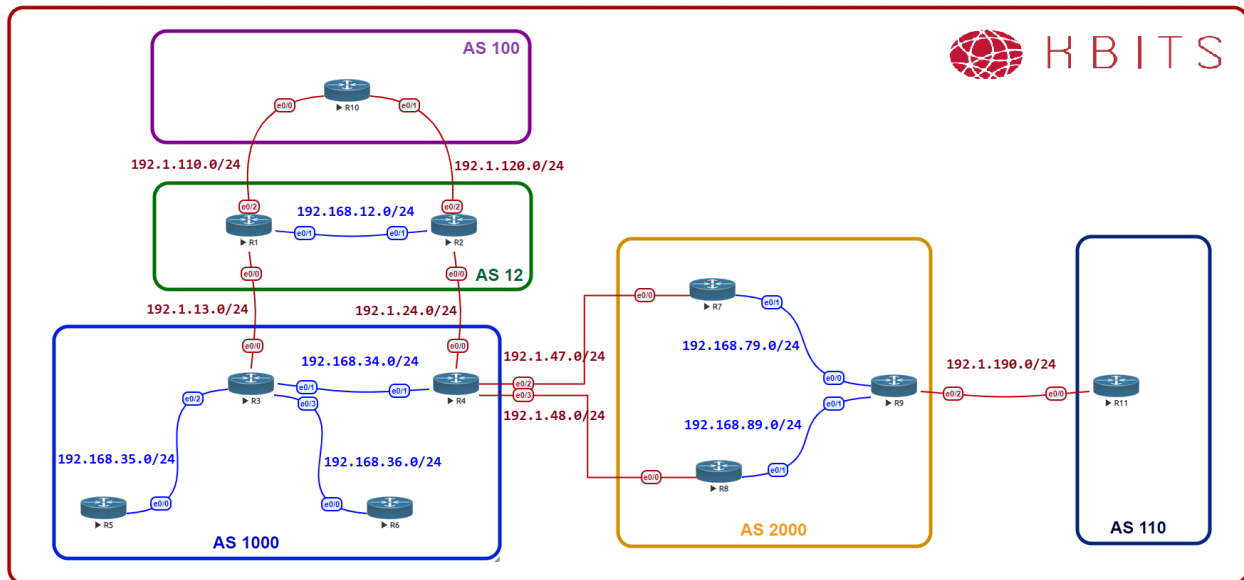 AS 100
KBITS
e0/0
e0/1
▶ R10
192.1.110.0/24
192.1.120.0/24
e0/2
e0/2
192.168.12.0/24
e0/1
e0/1
▶ R1
▶ R2
e0/0
e0/0
AS 12
192.1.13.0/24
192.1.24.0/24
e0/0
e0/0
192.168.34.0/24
e0/1
e0/1
▶ R3
▶ R4
e0/2
e0/3
e0/2
e0/3
192.1.47.0/24
192.1.48.0/24
192.168.35.0/24
192.168.36.0/24
e0/0
e0/0
▶ R5
▶ R6
AS 1000
e0/0
e0/1
▶ R7
192.168.79.0/24
e0/0
e0/1
▶ R9
e0/2
192.168.89.0/24
e0/0
e0/1
▶ R8
AS 2000
192.1.190.0/24
e0/0
▶ R11
AS 110